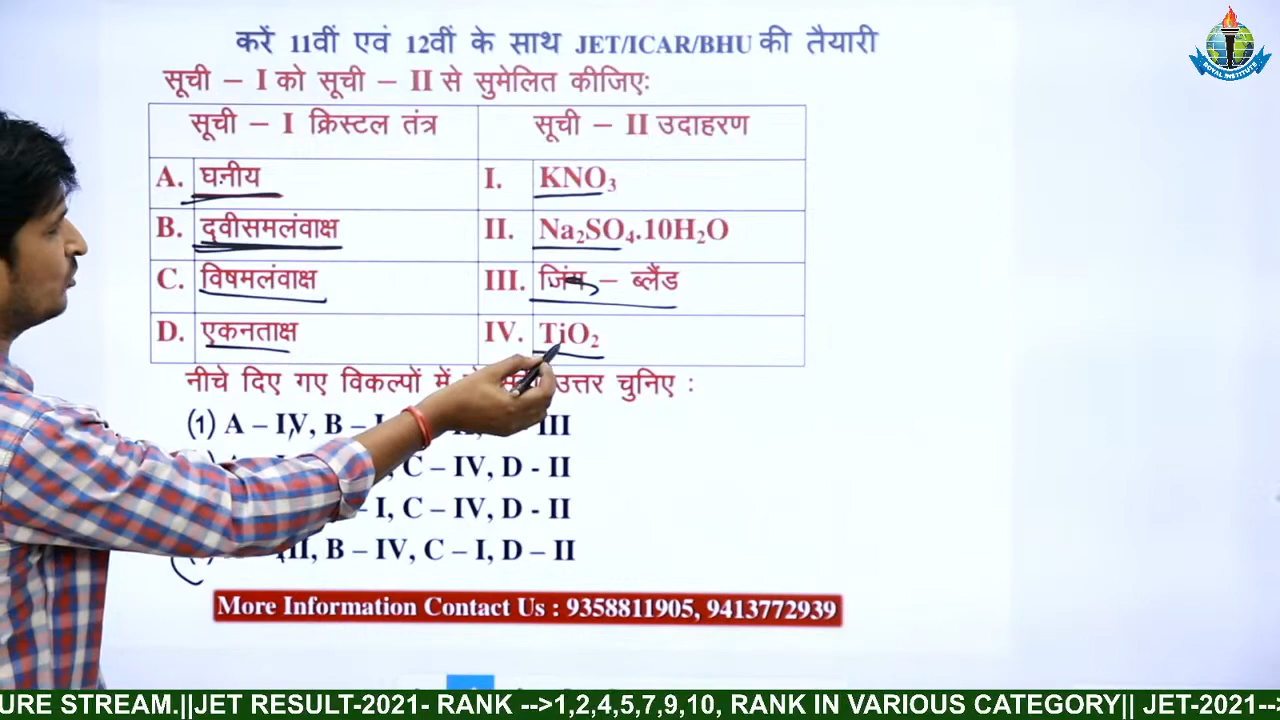 करें 11वीं एवं 12वीं के साथ JET/ICAR/BHU की तैयारी
सूची – I को सूची – II से सुमेलित कीजिएः
सूची – I क्रिस्टल तंत्र सूची – II उदाहरण
A. घनीय I. KNO₃
B. द्वीसमलंवाक्ष II. Na₂SO₄.10H₂O
C. विषमलंवाक्ष III. जिंक – ब्लैंड
D. एकनताक्ष IV. TiO₂
नीचे दिए गए विकल्पों में उत्तर चुनिए :
(1) A – IV, B – III
C – IV, D - II
– I, C – IV, D - II
III, B – IV, C – I, D – II
More Information Contact Us : 9358811905, 9413772939
URE STREAM.||JET RESULT-2021- RANK -->1,2,4,5,7,9,10, RANK IN VARIOUS CATEGORY|| JET-2021--
ROYAL INSTITUTE